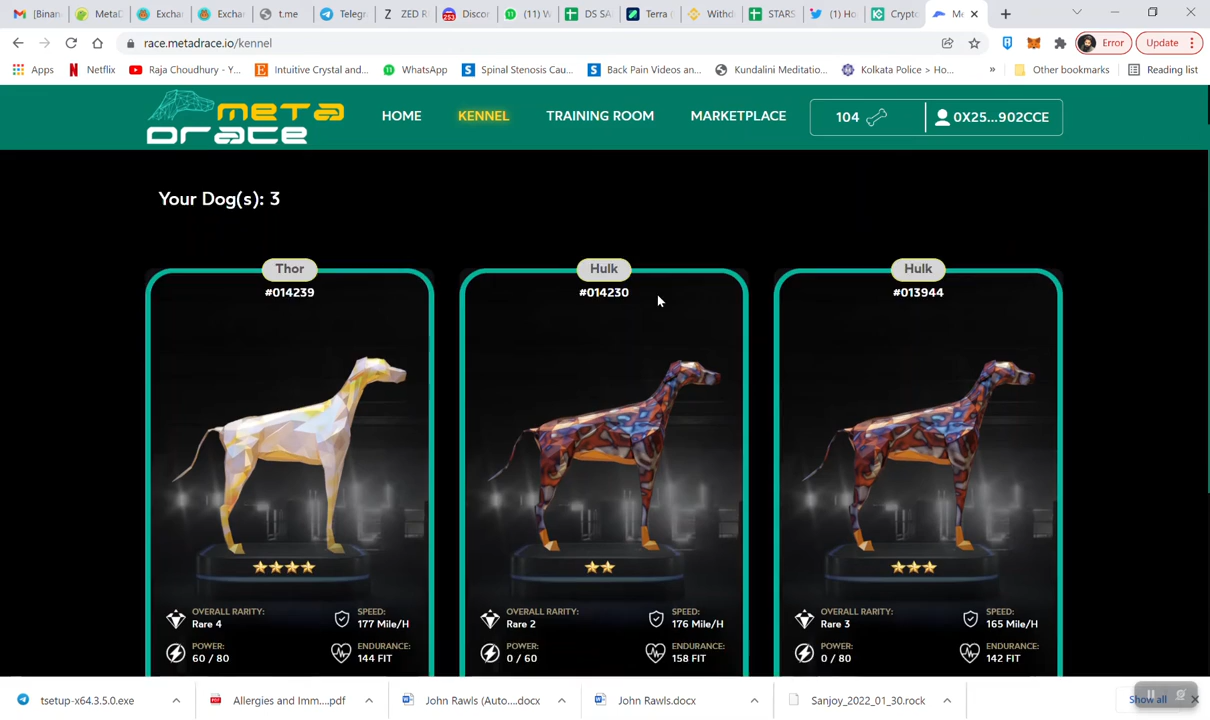 [Binan
MetaD
Exchar
Exchar
t.me
Telegr
ZED R
Discor
(11) W
DS SA
Terra (
Withd
STARS
(1) Ho
Crypto
Me
race.metadrace.io/kennel
Error
Update
Apps
Netflix
Raja Choudhury - Y...
Intuitive Crystal and...
WhatsApp
Spinal Stenosis Cau...
Back Pain Videos an...
Kundalini Meditatio...
Kolkata Police > Ho...
»
Other bookmarks
Reading list
META
DRACE
HOME
KENNEL
TRAINING ROOM
MARKETPLACE
104
0X25...902CCE
Your Dog(s): 3
Thor
#014239
OVERALL RARITY:
Rare 4
SPEED:
177 Mile/H
POWER:
60 / 80
ENDURANCE:
144 FIT
Hulk
#014230
OVERALL RARITY:
Rare 2
SPEED:
176 Mile/H
POWER:
0 / 60
ENDURANCE:
158 FIT
Hulk
#013944
OVERALL RARITY:
Rare 3
SPEED:
165 Mile/H
POWER:
0 / 80
ENDURANCE:
142 FIT
tsetup-x64.3.5.0.exe
Allergies and Imm....pdf
John Rawls (Auto....docx
John Rawls.docx
Sanjoy_2022_01_30.rock
Show all